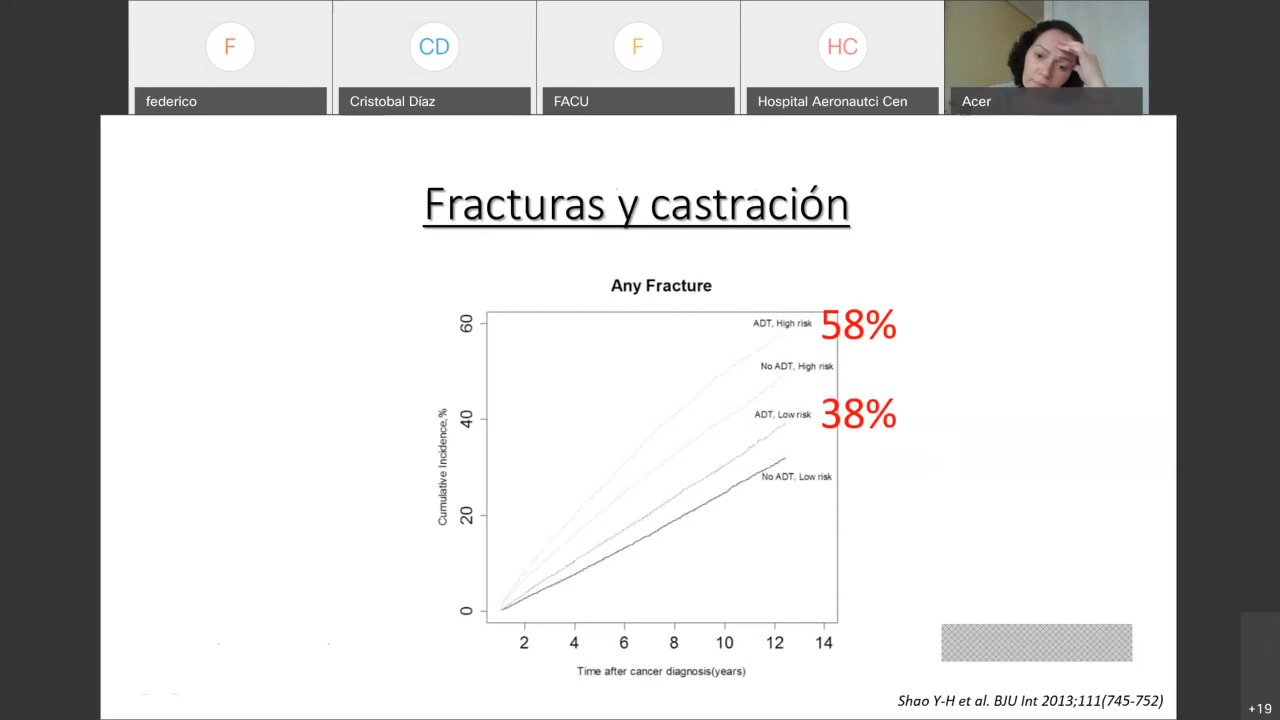 F
CD
F
HC
federico
Cristobal Díaz
FACU
Hospital Aeronautci Cen
Acer
Fracturas y castración
Any Fracture
60
ADT, High risk
58%
No ADT, High risk
40
ADT, Low risk
38%
No ADT, Low risk
Cumulative Incidence,%
20
0
2 4 6 8 10 12 14
Time after cancer diagnosis(years)
Shao Y-H et al. BJU Int 2013;111(745-752)
+19